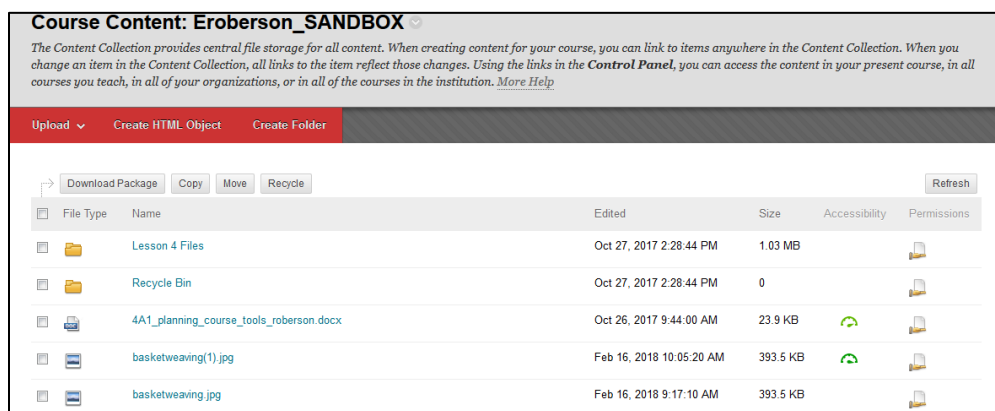 Course Content: Eroberson_SANDBOX
The Content Collection provides central file storage for all content. When creating content for your course, you can link to items anywhere in the Content Collection. When you
change an item in the Content Collection, all links to the item reflect those changes. Using the links in the Control Panel, you can access the content in your present course, in all
courses you teach, in all of your organizations, or in all of the courses in the institution. More Help
Upload Create HTML Object Create Folder
Download Package Copy Move Recycle Refresh
File Type Name Edited Size Accessibility Permissions
Lesson 4 Files Oct 27, 2017 2:28:44 PM 1.03 MB
Recycle Bin Oct 27, 2017 2:28:44 PM 0
4A1_planning_course_tools_roberson.docx Oct 26, 2017 9:44:00 AM 23.9 KB
basketweaving(1).jpg Feb 16, 2018 10:05:20 AM 393.5 KB
basketweaving.jpg Feb 16, 2018 9:17:10 AM 393.5 KB